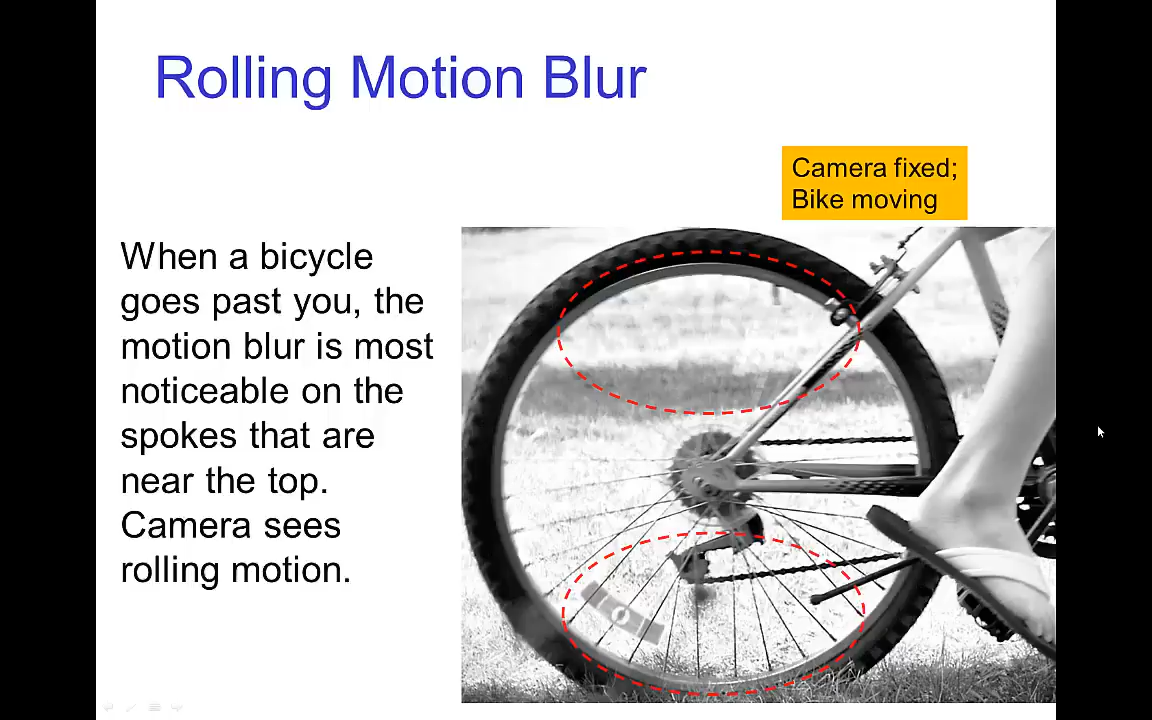 Rolling Motion Blur
Camera fixed;
Bike moving
When a bicycle
goes past you, the
motion blur is most
noticeable on the
spokes that are
near the top.
Camera sees
rolling motion.